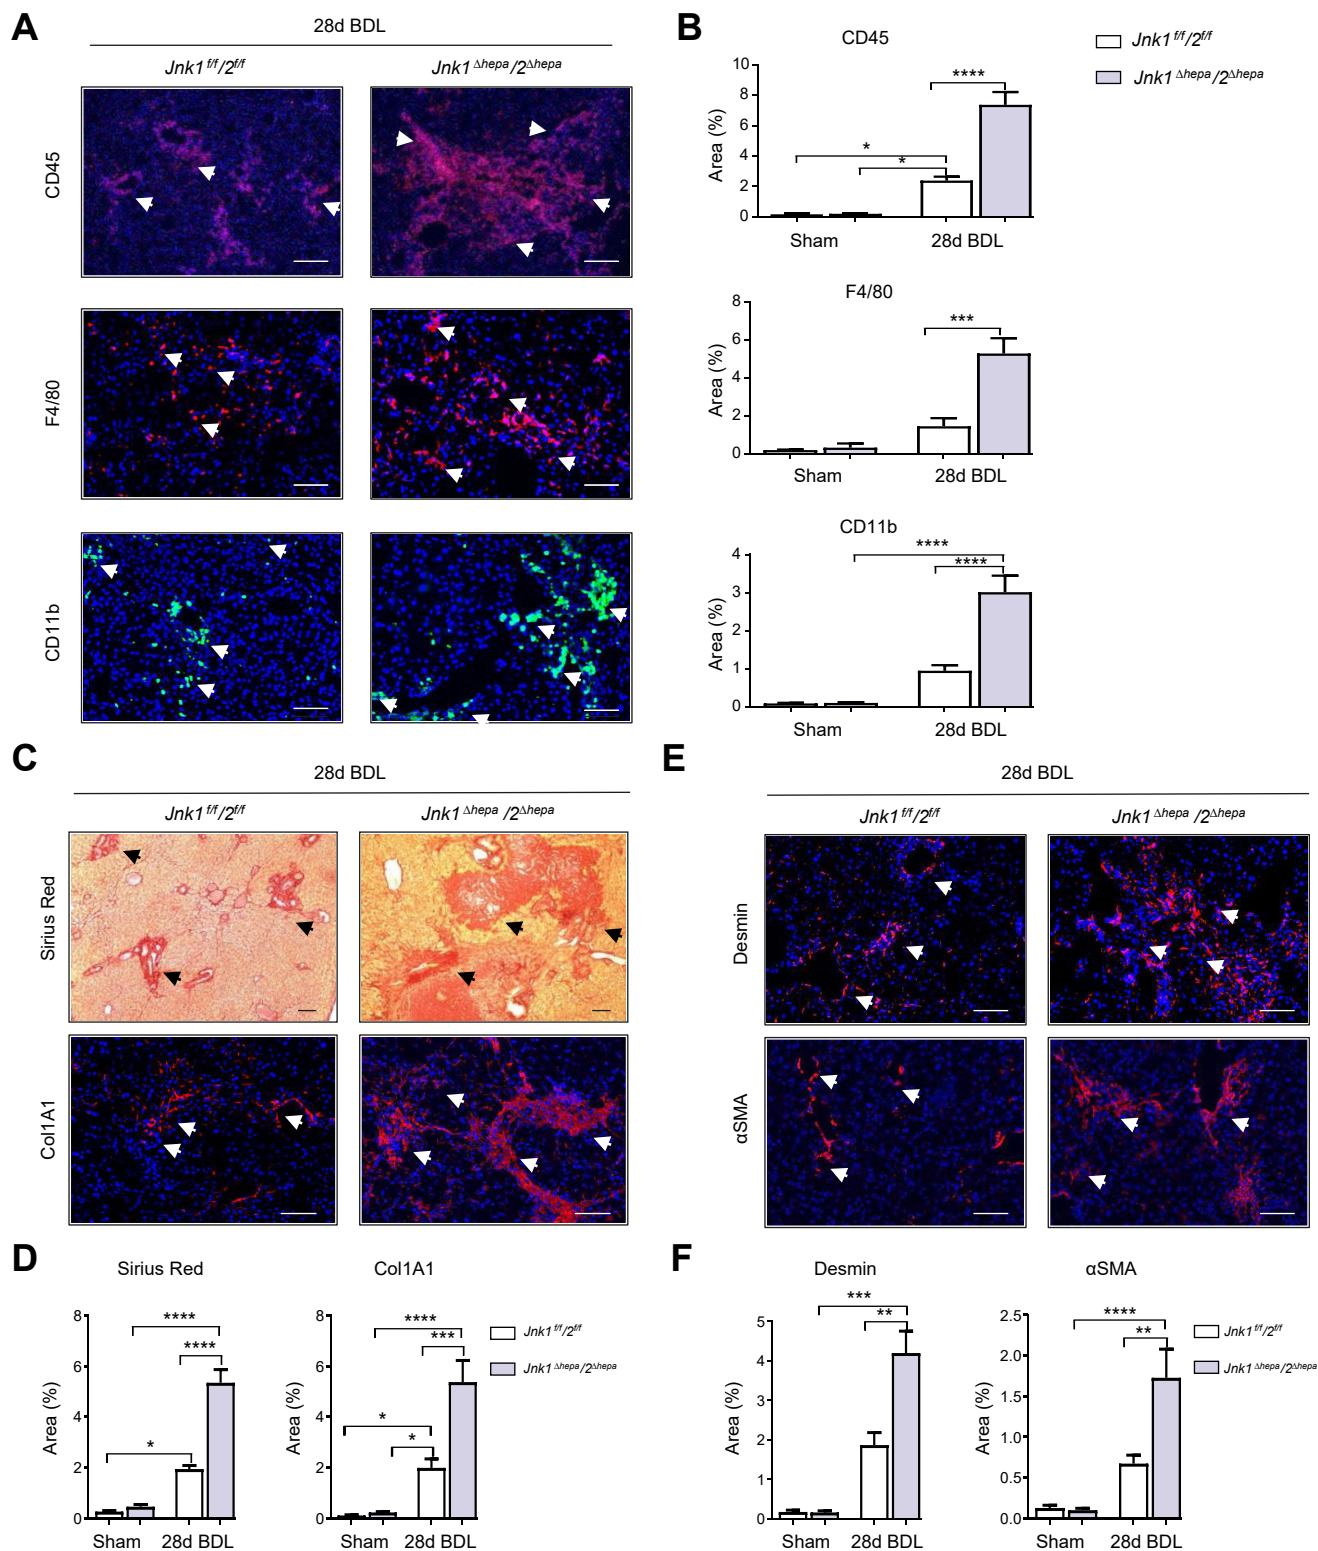 A
28d BDL
Jnk1 f/f/2f/f
Jnk1 Δhepa/2Δhepa
CD45
F4/80
CD11b
B
CD45
Jnk1 f/f/2f/f
Jnk1 Δhepa/2Δhepa
Area (%)
10
8
6
4
2
0
****
*
*
Sham
28d BDL
F4/80
Area (%)
8
6
4
2
0
***
Sham
28d BDL
CD11b
Area (%)
4
3
2
1
0
****
****
Sham
28d BDL
C
28d BDL
Jnk1 f/f/2f/f
Jnk1 Δhepa/2Δhepa
Sirius Red
Col1A1
E
28d BDL
Jnk1 f/f/2f/f
Jnk1 Δhepa/2Δhepa
Desmin
αSMA
D
Sirius Red
Area (%)
8
6
4
2
0
****
****
*
Sham
28d BDL
Col1A1
Area (%)
8
6
4
2
0
****
***
*
*
Sham
28d BDL
Jnk1 f/f/2f/f
Jnk1 Δhepa/2Δhepa
F
Desmin
Area (%)
5
4
3
2
1
0
***
**
Sham
28d BDL
αSMA
Area (%)
2.5
2.0
1.5
1.0
0.5
0.0
****
**
Sham
28d BDL
Jnk1 f/f/2f/f
Jnk1 Δhepa/2Δhepa